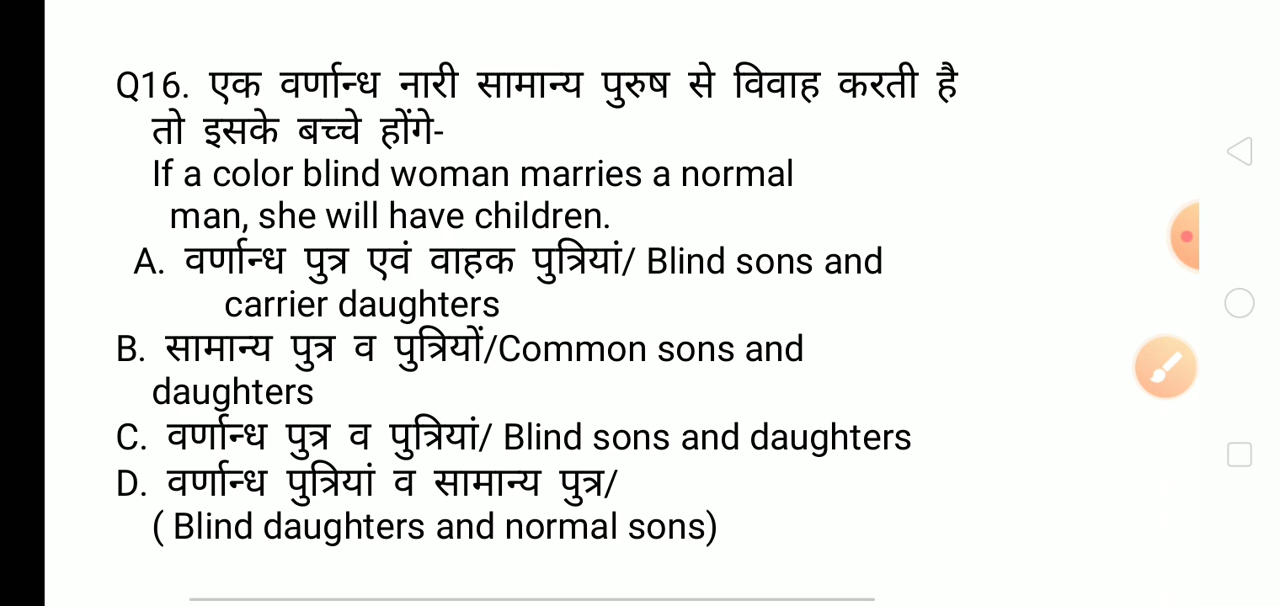 Q16. एक वर्णान्ध नारी सामान्य पुरुष से विवाह करती है
तो इसके बच्चे होंगे-
If a color blind woman marries a normal
man, she will have children.
A. वर्णान्ध पुत्र एवं वाहक पुत्रियां/ Blind sons and
carrier daughters
B. सामान्य पुत्र व पुत्रियों/Common sons and
daughters
C. वर्णान्ध पुत्र व पुत्रियां/ Blind sons and daughters
D. वर्णान्ध पुत्रियां व सामान्य पुत्र/
( Blind daughters and normal sons)